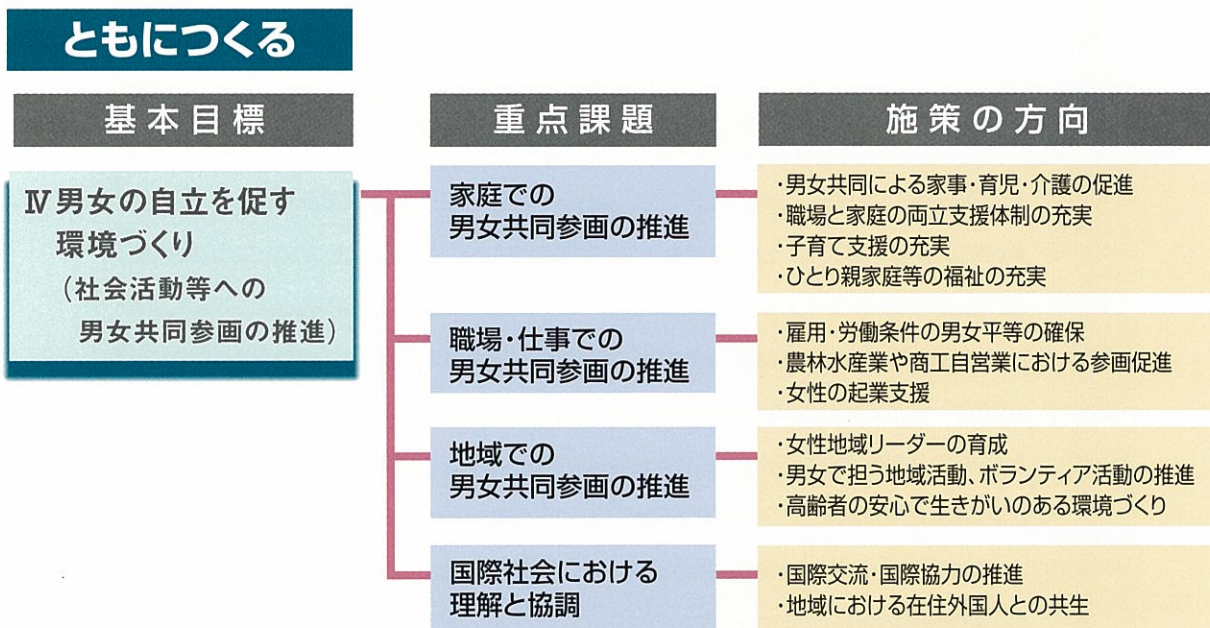 ともにつくる
基本目標
重点課題
施策の方向
Ⅳ男女の自立を促す
環境づくり
(社会活動等への
男女共同参画の推進)
家庭での
男女共同参画の推進
・男女共同による家事・育児・介護の促進
・職場と家庭の両立支援体制の充実
・子育て支援の充実
・ひとり親家庭等の福祉の充実
職場・仕事での
男女共同参画の推進
・雇用・労働条件の男女平等の確保
・農林水産業や商工自営業における参画促進
・女性の起業支援
地域での
男女共同参画の推進
・女性地域リーダーの育成
・男女で担う地域活動、ボランティア活動の推進
・高齢者の安心で生きがいのある環境づくり
国際社会における
理解と協調
・国際交流・国際協力の推進
・地域における在住外国人との共生